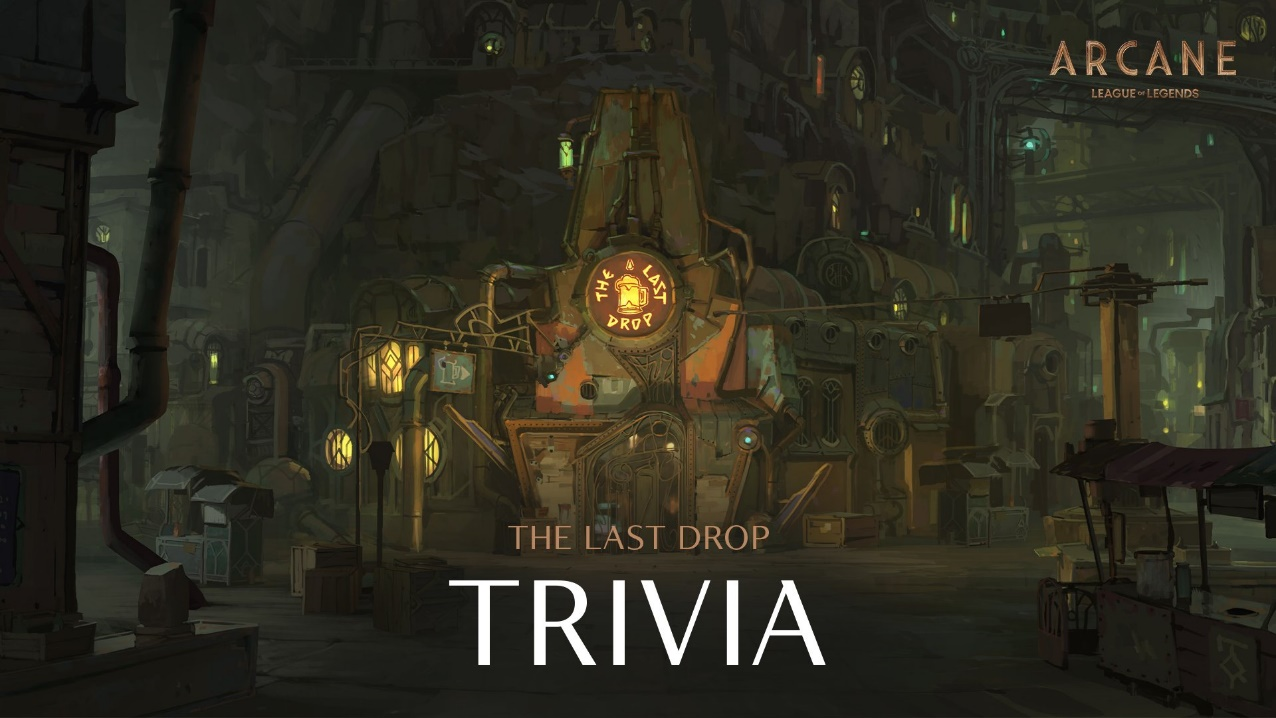 ARCANE
LEAGUE OF LEGENDS
THE LAST
DROP
THE LAST DROP
TRIVIA